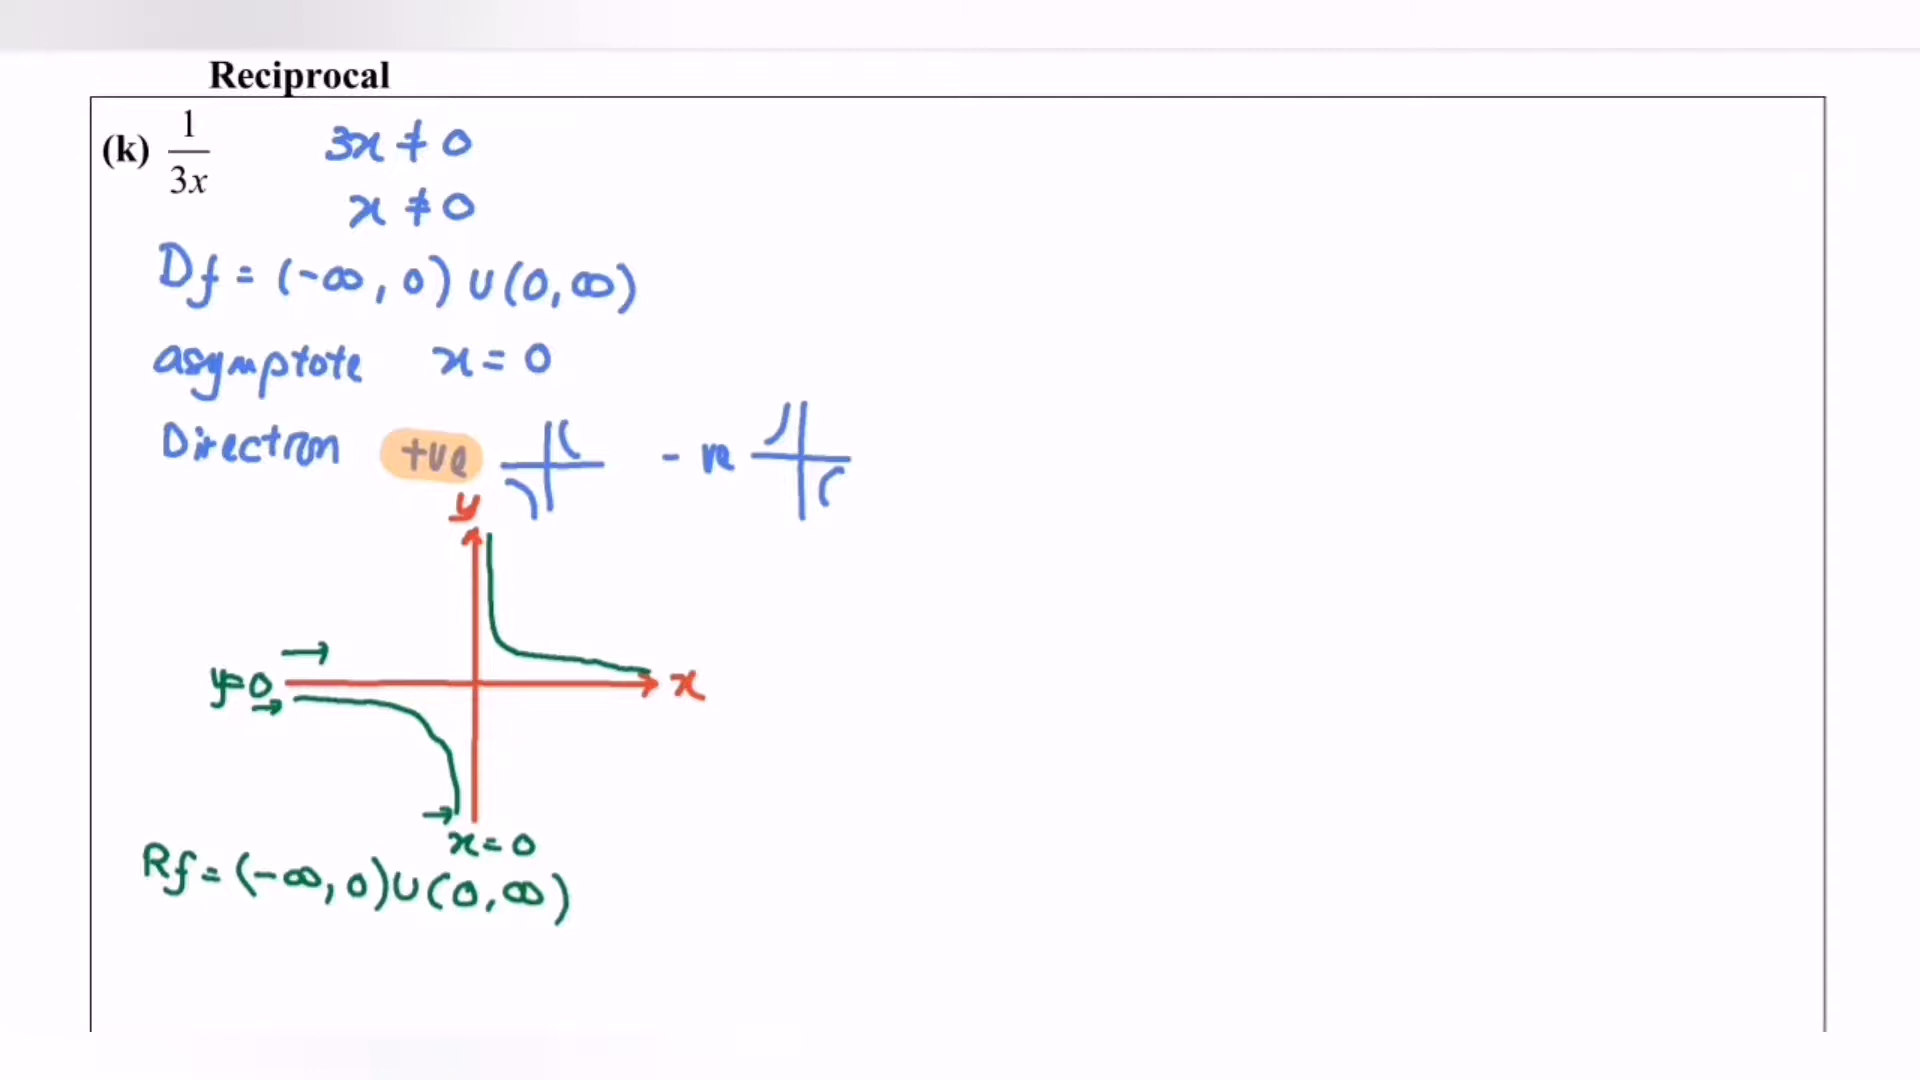 Reciprocal
(k) 1/3x 3x ≠ 0
x ≠ 0
Df = (-∞, 0) ∪ (0, ∞)
asymptote x = 0
Direction +ve - ve
y
y=0 x
x = 0
Rf = (-∞, 0) ∪ (0, ∞)